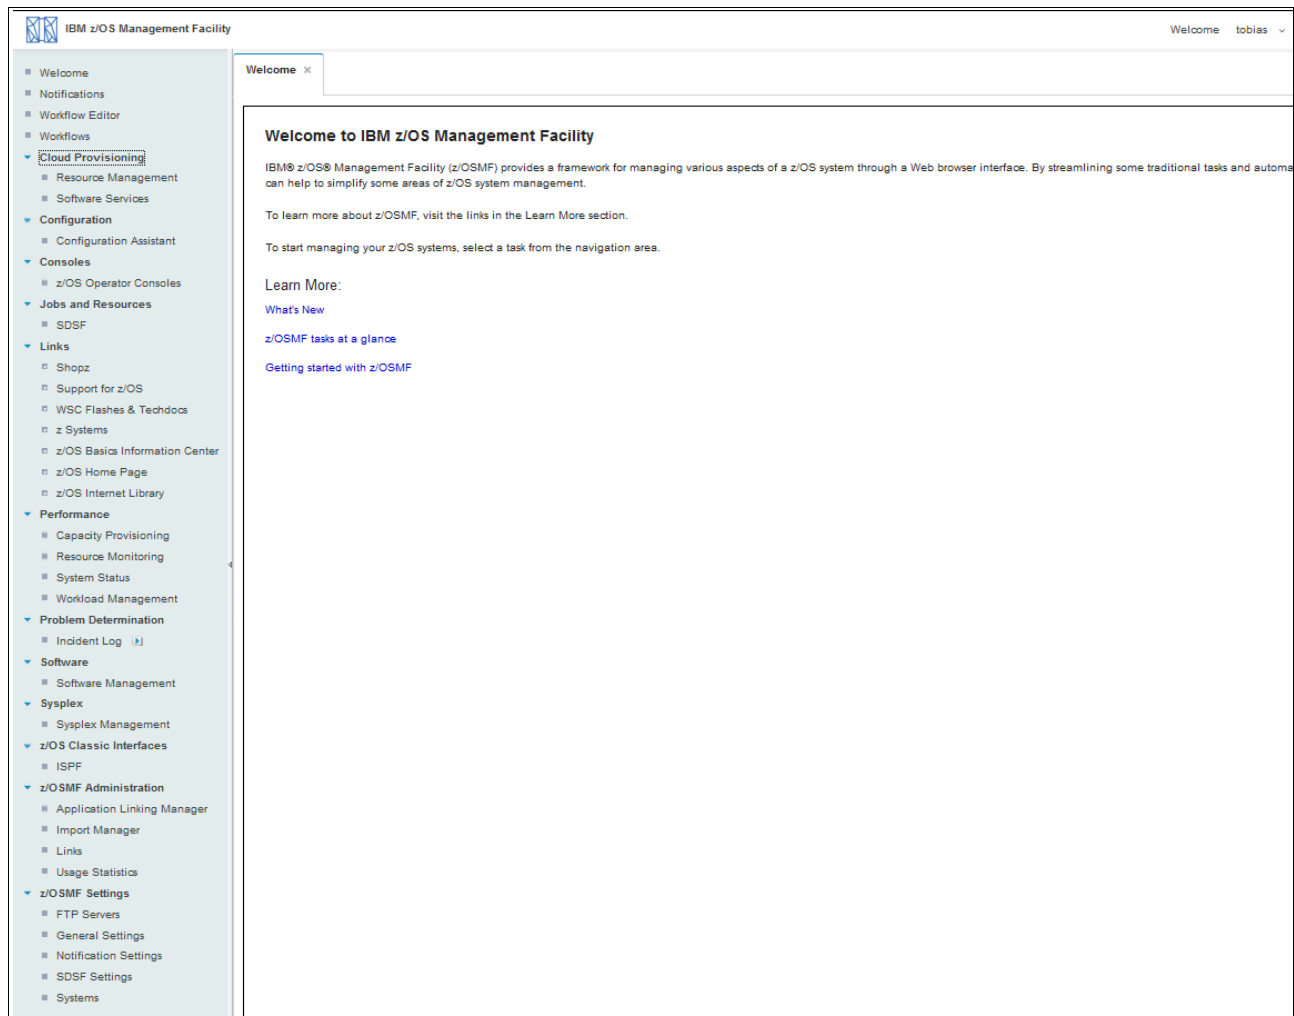 IBM z/OS Management Facility
Welcome tobias
Welcome
Notifications
Workflow Editor
Workflows
Cloud Provisioning
Resource Management
Software Services
Configuration
Configuration Assistant
Consoles
z/OS Operator Consoles
Jobs and Resources
SDSF
Links
Shopz
Support for z/OS
WSC Flashes & Techdocs
z Systems
z/OS Basics Information Center
z/OS Home Page
z/OS Internet Library
Performance
Capacity Provisioning
Resource Monitoring
System Status
Workload Management
Problem Determination
Incident Log
Software
Software Management
Sysplex
Sysplex Management
z/OS Classic Interfaces
ISPF
z/OSMF Administration
Application Linking Manager
Import Manager
Links
Usage Statistics
z/OSMF Settings
FTP Servers
General Settings
Notification Settings
SDSF Settings
Systems
Welcome ×
Welcome to IBM z/OS Management Facility
IBM® z/OS® Management Facility (z/OSMF) provides a framework for managing various aspects of a z/OS system through a Web browser interface. By streamlining some traditional tasks and automa
can help to simplify some areas of z/OS system management.
To learn more about z/OSMF, visit the links in the Learn More section.
To start managing your z/OS systems, select a task from the navigation area.
Learn More:
What's New
z/OSMF tasks at a glance
Getting started with z/OSMF